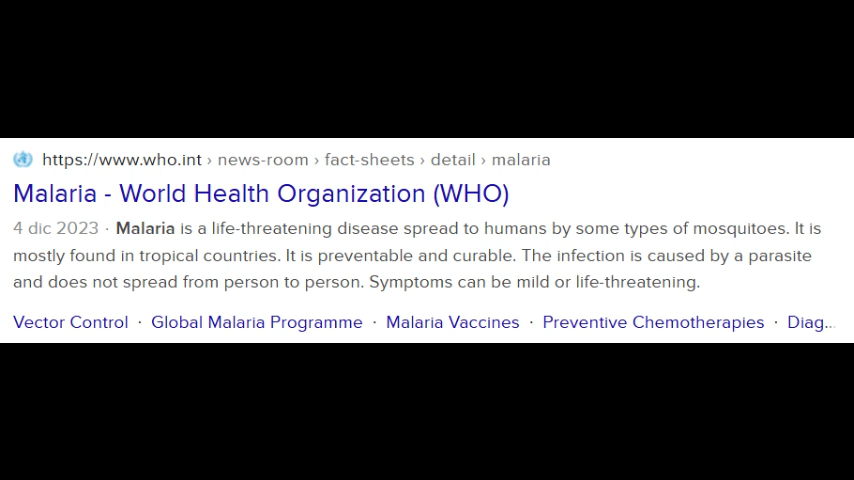 https://www.who.int › news-room › fact-sheets › detail › malaria
Malaria - World Health Organization (WHO)
4 dic 2023 · Malaria is a life-threatening disease spread to humans by some types of mosquitoes. It is
mostly found in tropical countries. It is preventable and curable. The infection is caused by a parasite
and does not spread from person to person. Symptoms can be mild or life-threatening.
Vector Control · Global Malaria Programme · Malaria Vaccines · Preventive Chemotherapies · Diag...